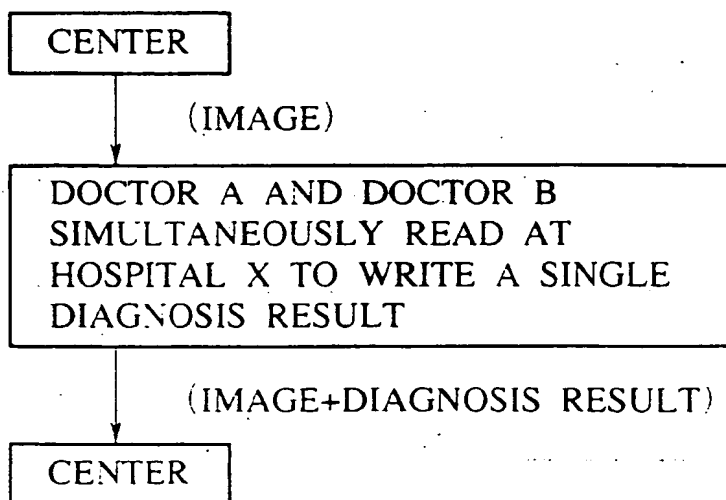 CENTER
(IMAGE)
DOCTOR A AND DOCTOR B
SIMULTANEOUSLY READ AT
HOSPITAL X TO WRITE A SINGLE
DIAGNOSIS RESULT
(IMAGE+DIAGNOSIS RESULT)
CENTER